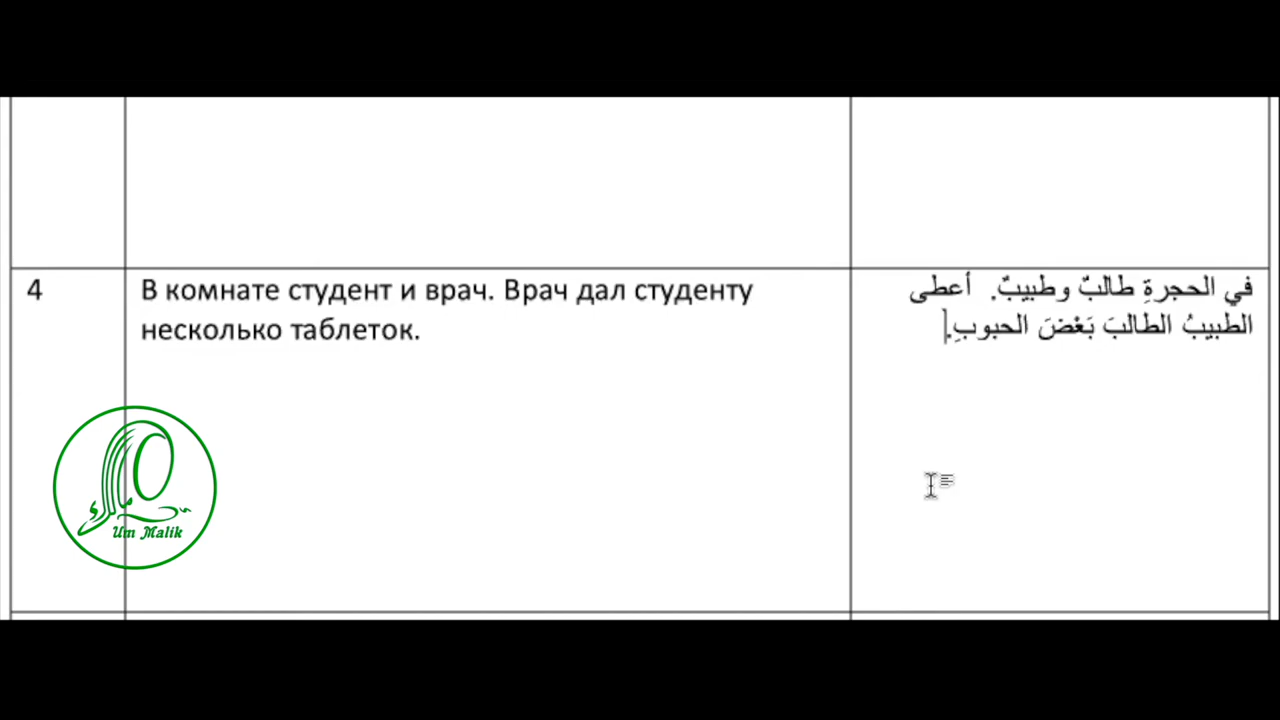 4
В комнате студент и врач. Врач дал студенту
несколько таблеток.
في الحجرةِ طالبٌ وطبيبٌ. أعطى
الطبيبُ الطالبَ بَعْضَ الحبوبِ.
Um Malik